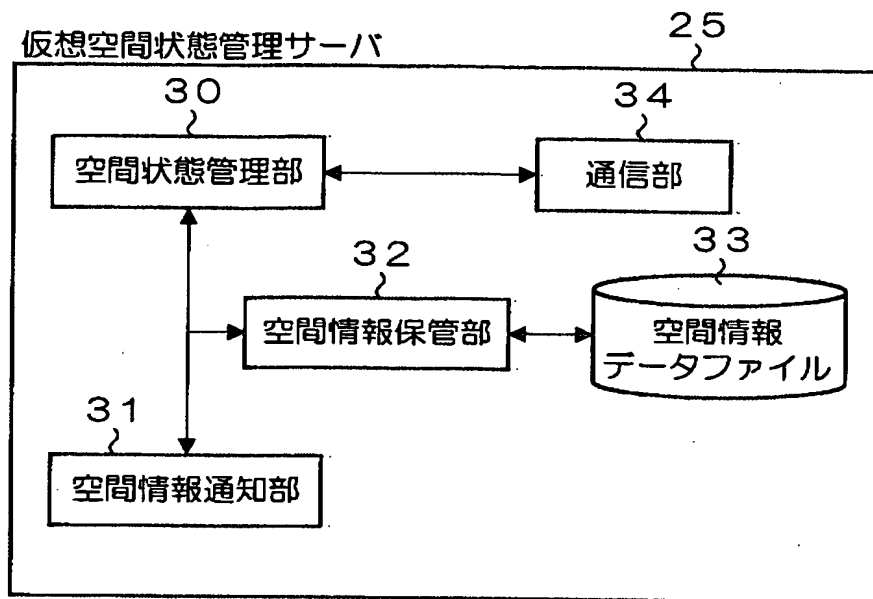 仮想空間状態管理サーバ
25
30
空間状態管理部
34
通信部
32
空間情報保管部
33
空間情報
データファイル
31
空間情報通知部